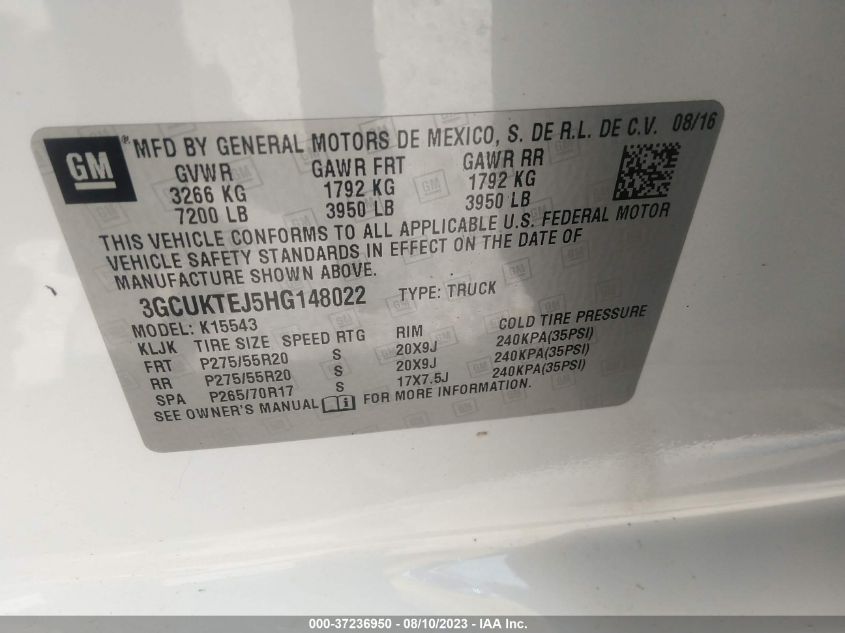 GM ® MFD BY GENERAL MOTORS DE MEXICO, S. DE R.L. DE C.V. 08/16
GVWR GAWR FRT GAWR RR
3266 KG 1792 KG 1792 KG
7200 LB 3950 LB 3950 LB
THIS VEHICLE CONFORMS TO ALL APPLICABLE U.S. FEDERAL MOTOR
VEHICLE SAFETY STANDARDS IN EFFECT ON THE DATE OF
MANUFACTURE SHOWN ABOVE.
3GCUKTEJ5HG148022 TYPE: TRUCK
MODEL: K15543
KLJK TIRE SIZE SPEED RTG RIM COLD TIRE PRESSURE
FRT P275/55R20 S 20X9J 240KPA(35PSI)
RR P275/55R20 S 20X9J 240KPA(35PSI)
SPA P265/70R17 S 17X7.5J 240KPA(35PSI)
SEE OWNER'S MANUAL FOR MORE INFORMATION.
000-37236950 - 08/10/2023 - IAA Inc.